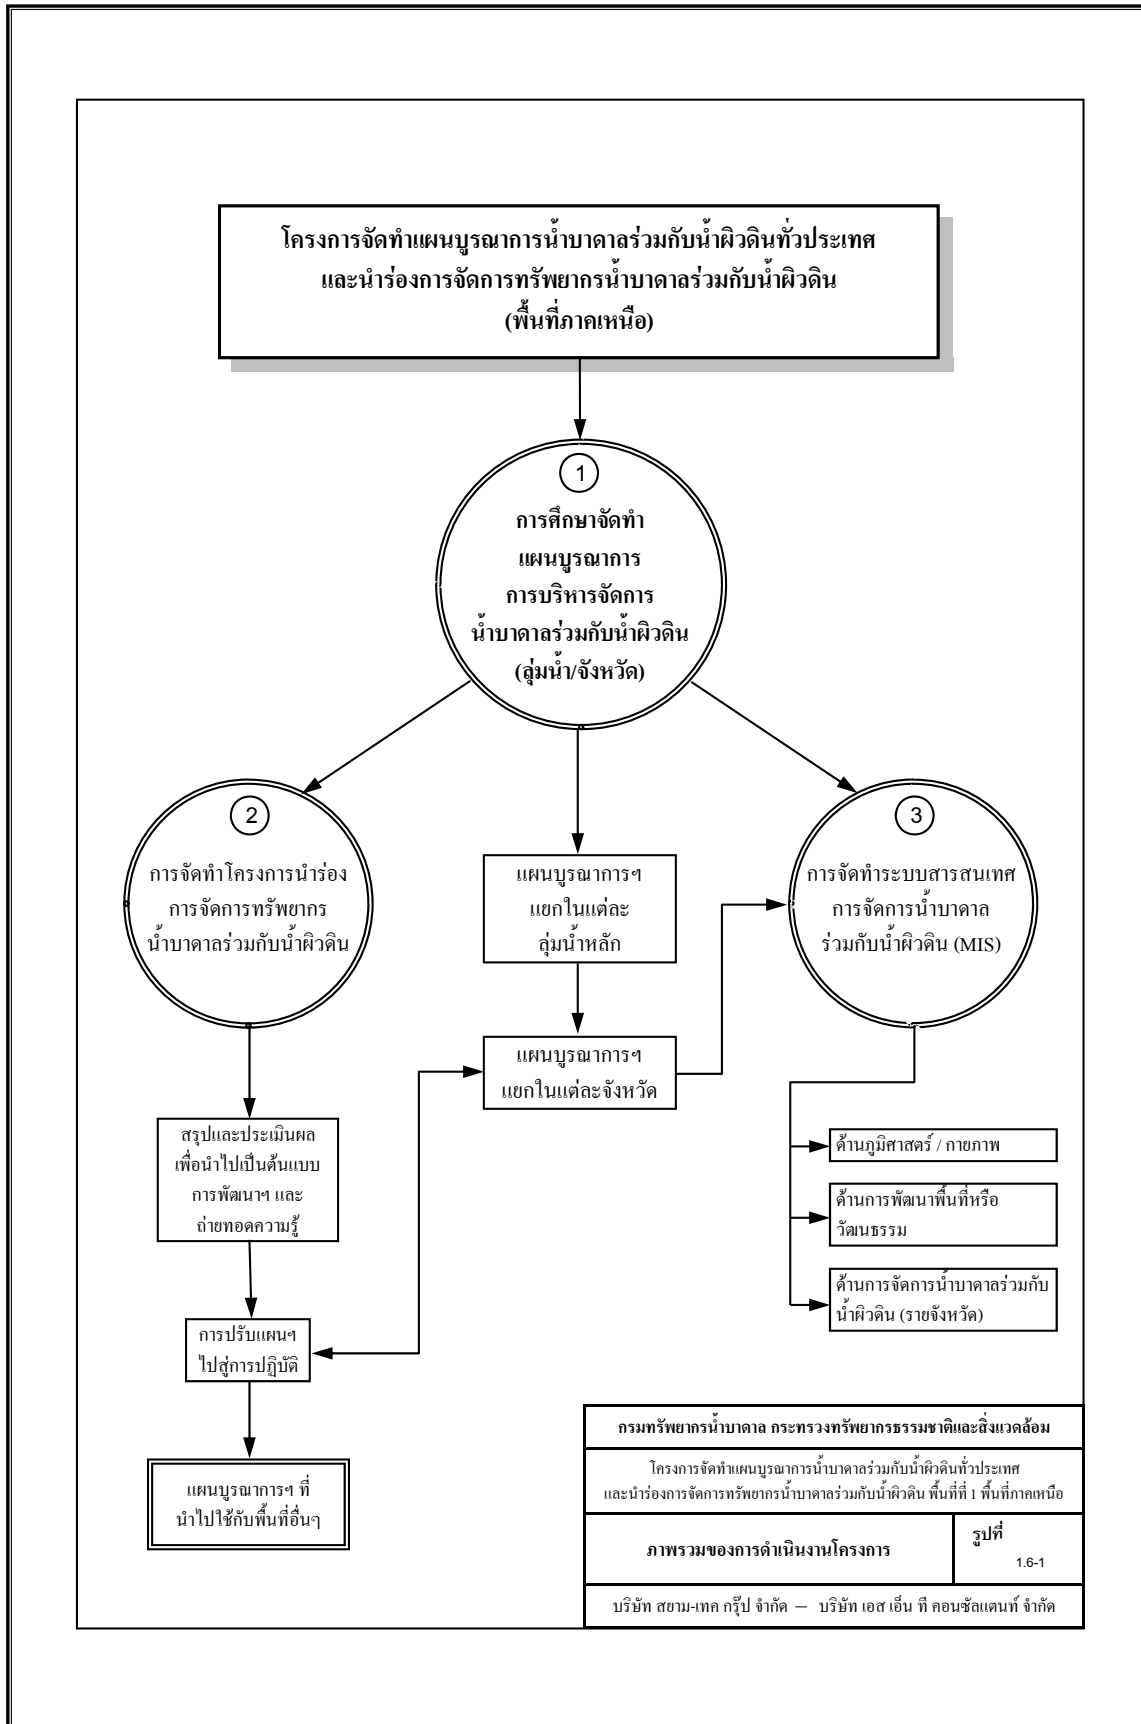 โครงการจัดทำแผนบูรณาการน้ำบาดาลร่วมกับน้ำผิวดินทั่วประเทศ
และนำร่องการจัดการทรัพยากรน้ำบาดาลร่วมกับน้ำผิวดิน
(พื้นที่ภาคเหนือ)
1
การศึกษาจัดทำ
แผนบูรณาการ
การบริหารจัดการ
น้ำบาดาลร่วมกับน้ำผิวดิน
(ลุ่มน้ำ/จังหวัด)
2
การจัดทำโครงการนำร่อง
การจัดการทรัพยากร
น้ำบาดาลร่วมกับน้ำผิวดิน
แผนบูรณาการฯ
แยกในแต่ละ
ลุ่มน้ำหลัก
3
การจัดทำระบบสารสนเทศ
การจัดการน้ำบาดาล
ร่วมกับน้ำผิวดิน (MIS)
แผนบูรณาการฯ
แยกในแต่ละจังหวัด
สรุปและประเมินผล
เพื่อนำไปเป็นต้นแบบ
การพัฒนาฯ และ
ถ่ายทอดความรู้
ด้านภูมิศาสตร์ / กายภาพ
ด้านการพัฒนาพื้นที่หรือ
วัฒนธรรม
ด้านการจัดการน้ำบาดาลร่วมกับ
น้ำผิวดิน (รายจังหวัด)
การปรับแผนฯ
ไปสู่การปฏิบัติ
แผนบูรณาการฯ ที่
นำไปใช้กับพื้นที่อื่นๆ
กรมทรัพยากรน้ำบาดาล กระทรวงทรัพยากรธรรมชาติและสิ่งแวดล้อม
โครงการจัดทำแผนบูรณาการน้ำบาดาลร่วมกับน้ำผิวดินทั่วประเทศ
และนำร่องการจัดการทรัพยากรน้ำบาดาลร่วมกับน้ำผิวดิน พื้นที่ที่ 1 พื้นที่ภาคเหนือ
ภาพรวมของการดำเนินงานโครงการ
รูปที่
1.6-1
บริษัท สยาม-เทค กรุ๊ป จำกัด — บริษัท เอส เอ็น ที คอนซัลแตนท์ จำกัด